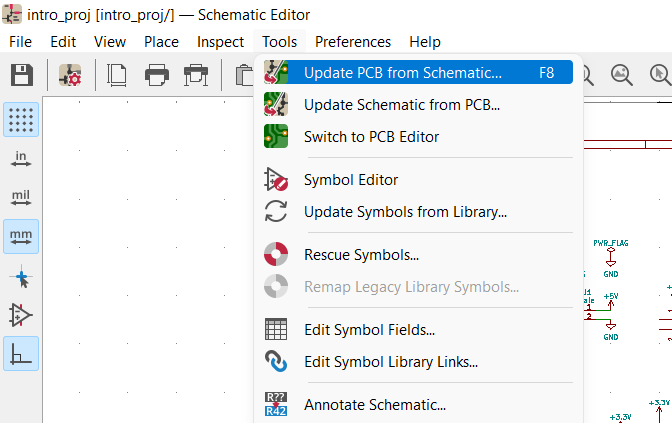 intro_proj [intro_proj/] — Schematic Editor
File Edit View Place Inspect Tools Preferences Help
Update PCB from Schematic... F8
Update Schematic from PCB...
Switch to PCB Editor
in
Symbol Editor
mil
Update Symbols from Library...
mm
PWR_FLAG
Rescue Symbols...
GND
Remap Legacy Library Symbols...
+5V
1
2
Edit Symbol Fields...
GND
Edit Symbol Library Links...
R??
R42
Annotate Schematic...
+3.3V
+3.3V